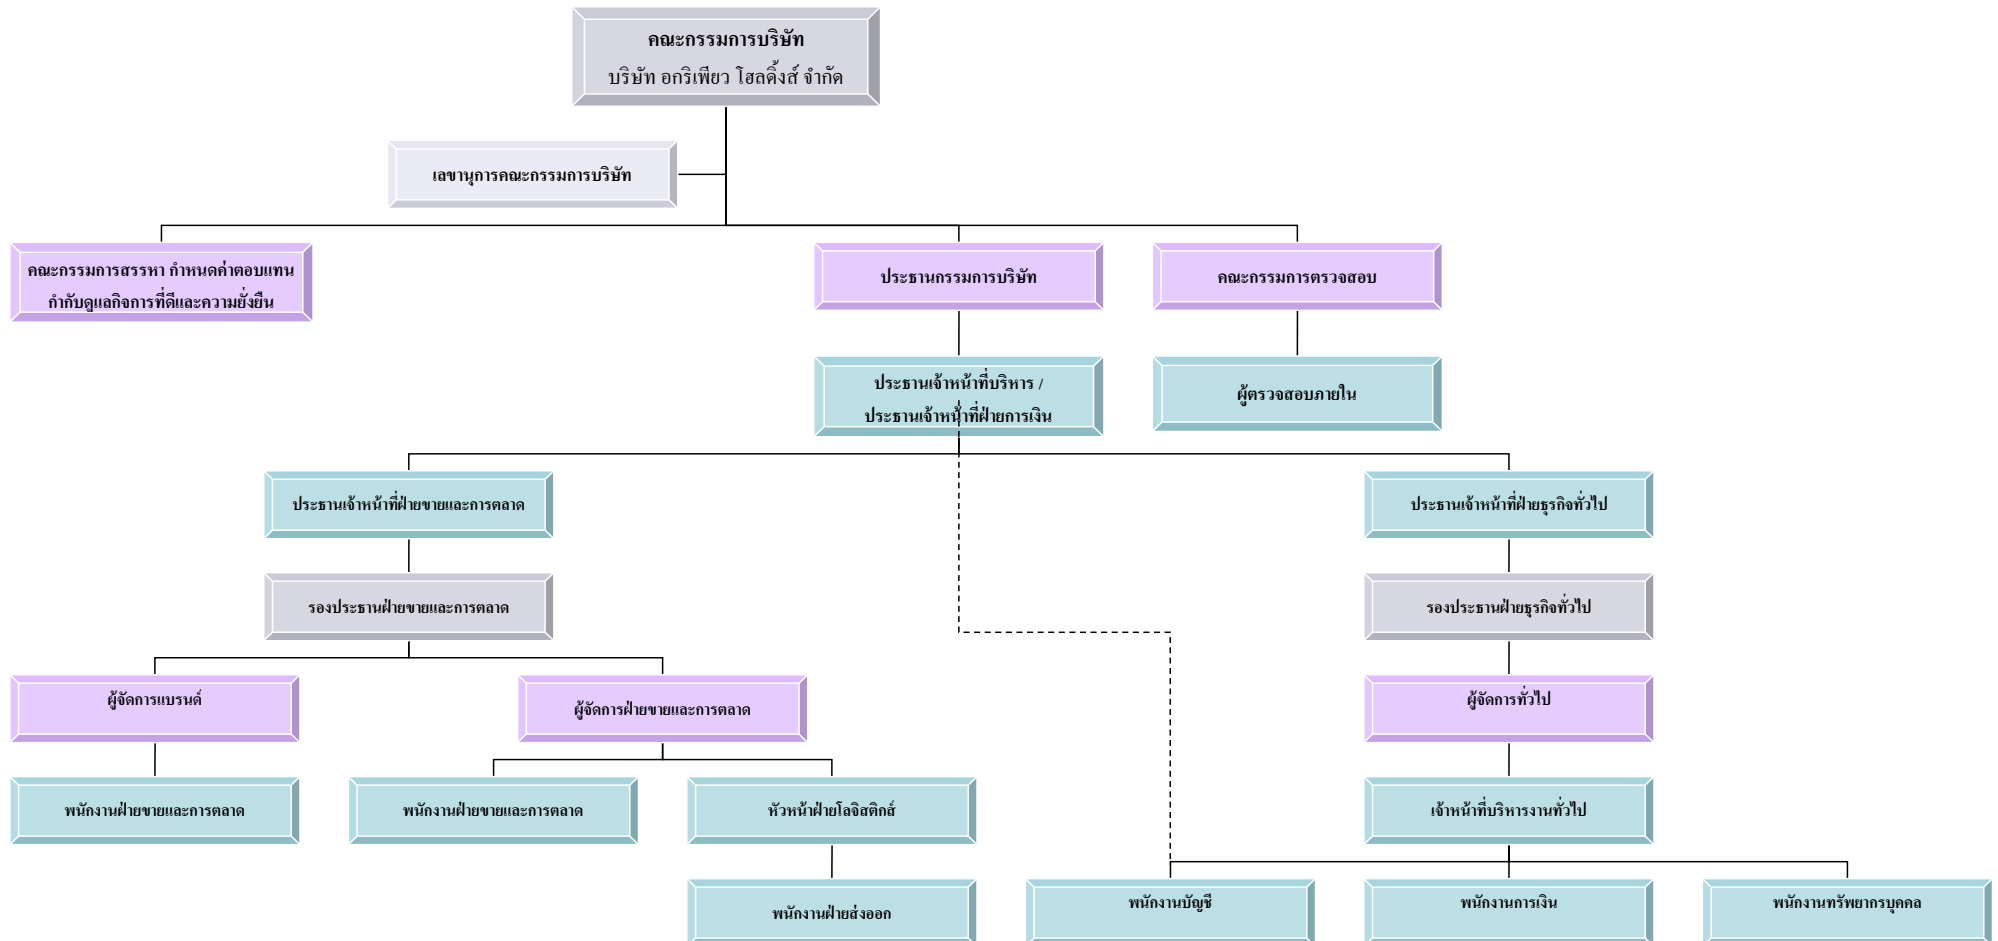 คณะกรรมการบริษัท
บริษัท อกริเพียว โฮลดิ้งส์ จำกัด
เลขานุการคณะกรรมการบริษัท
คณะกรรมการสรรหา กำหนดค่าตอบแทน
กำกับดูแลกิจการที่ดีและความยั่งยืน
ประธานกรรมการบริษัท
คณะกรรมการตรวจสอบ
ประธานเจ้าหน้าที่บริหาร /
ประธานเจ้าหน้าที่ฝ่ายการเงิน
ผู้ตรวจสอบภายใน
ประธานเจ้าหน้าที่ฝ่ายขายและการตลาด
ประธานเจ้าหน้าที่ฝ่ายธุรกิจทั่วไป
รองประธานฝ่ายขายและการตลาด
รองประธานฝ่ายธุรกิจทั่วไป
ผู้จัดการแบรนด์
ผู้จัดการฝ่ายขายและการตลาด
ผู้จัดการทั่วไป
พนักงานฝ่ายขายและการตลาด
พนักงานฝ่ายขายและการตลาด
หัวหน้าฝ่ายโลจิสติกส์
เจ้าหน้าที่บริหารงานทั่วไป
พนักงานฝ่ายส่งออก
พนักงานบัญชี
พนักงานการเงิน
พนักงานทรัพยากรบุคคล